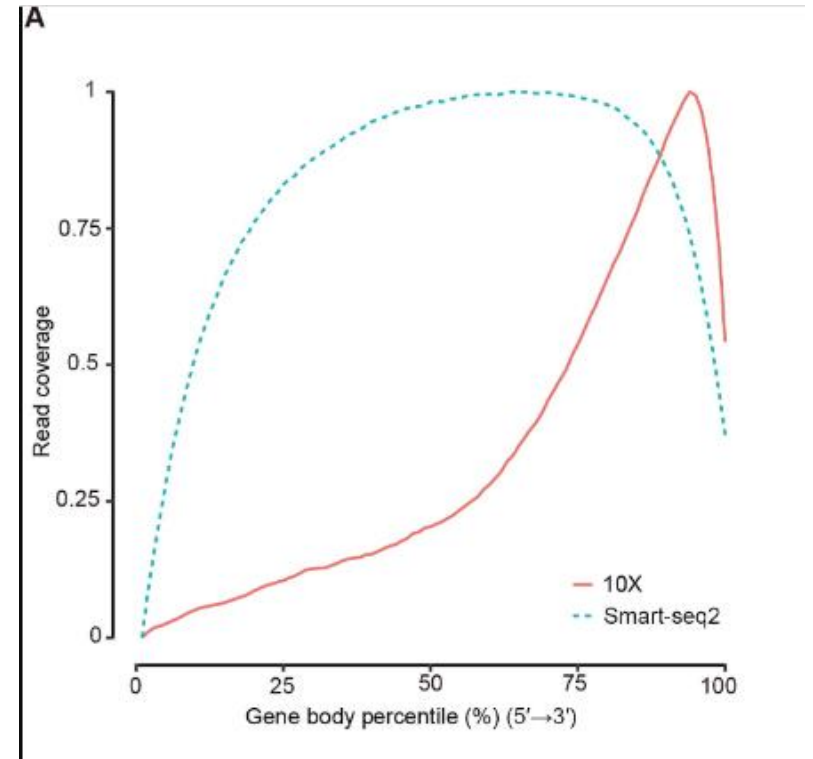 A
1
0.75
0.5
0.25
0
Read coverage
10X
Smart-seq2
0 25 50 75 100
Gene body percentile (%) (5′→3′)